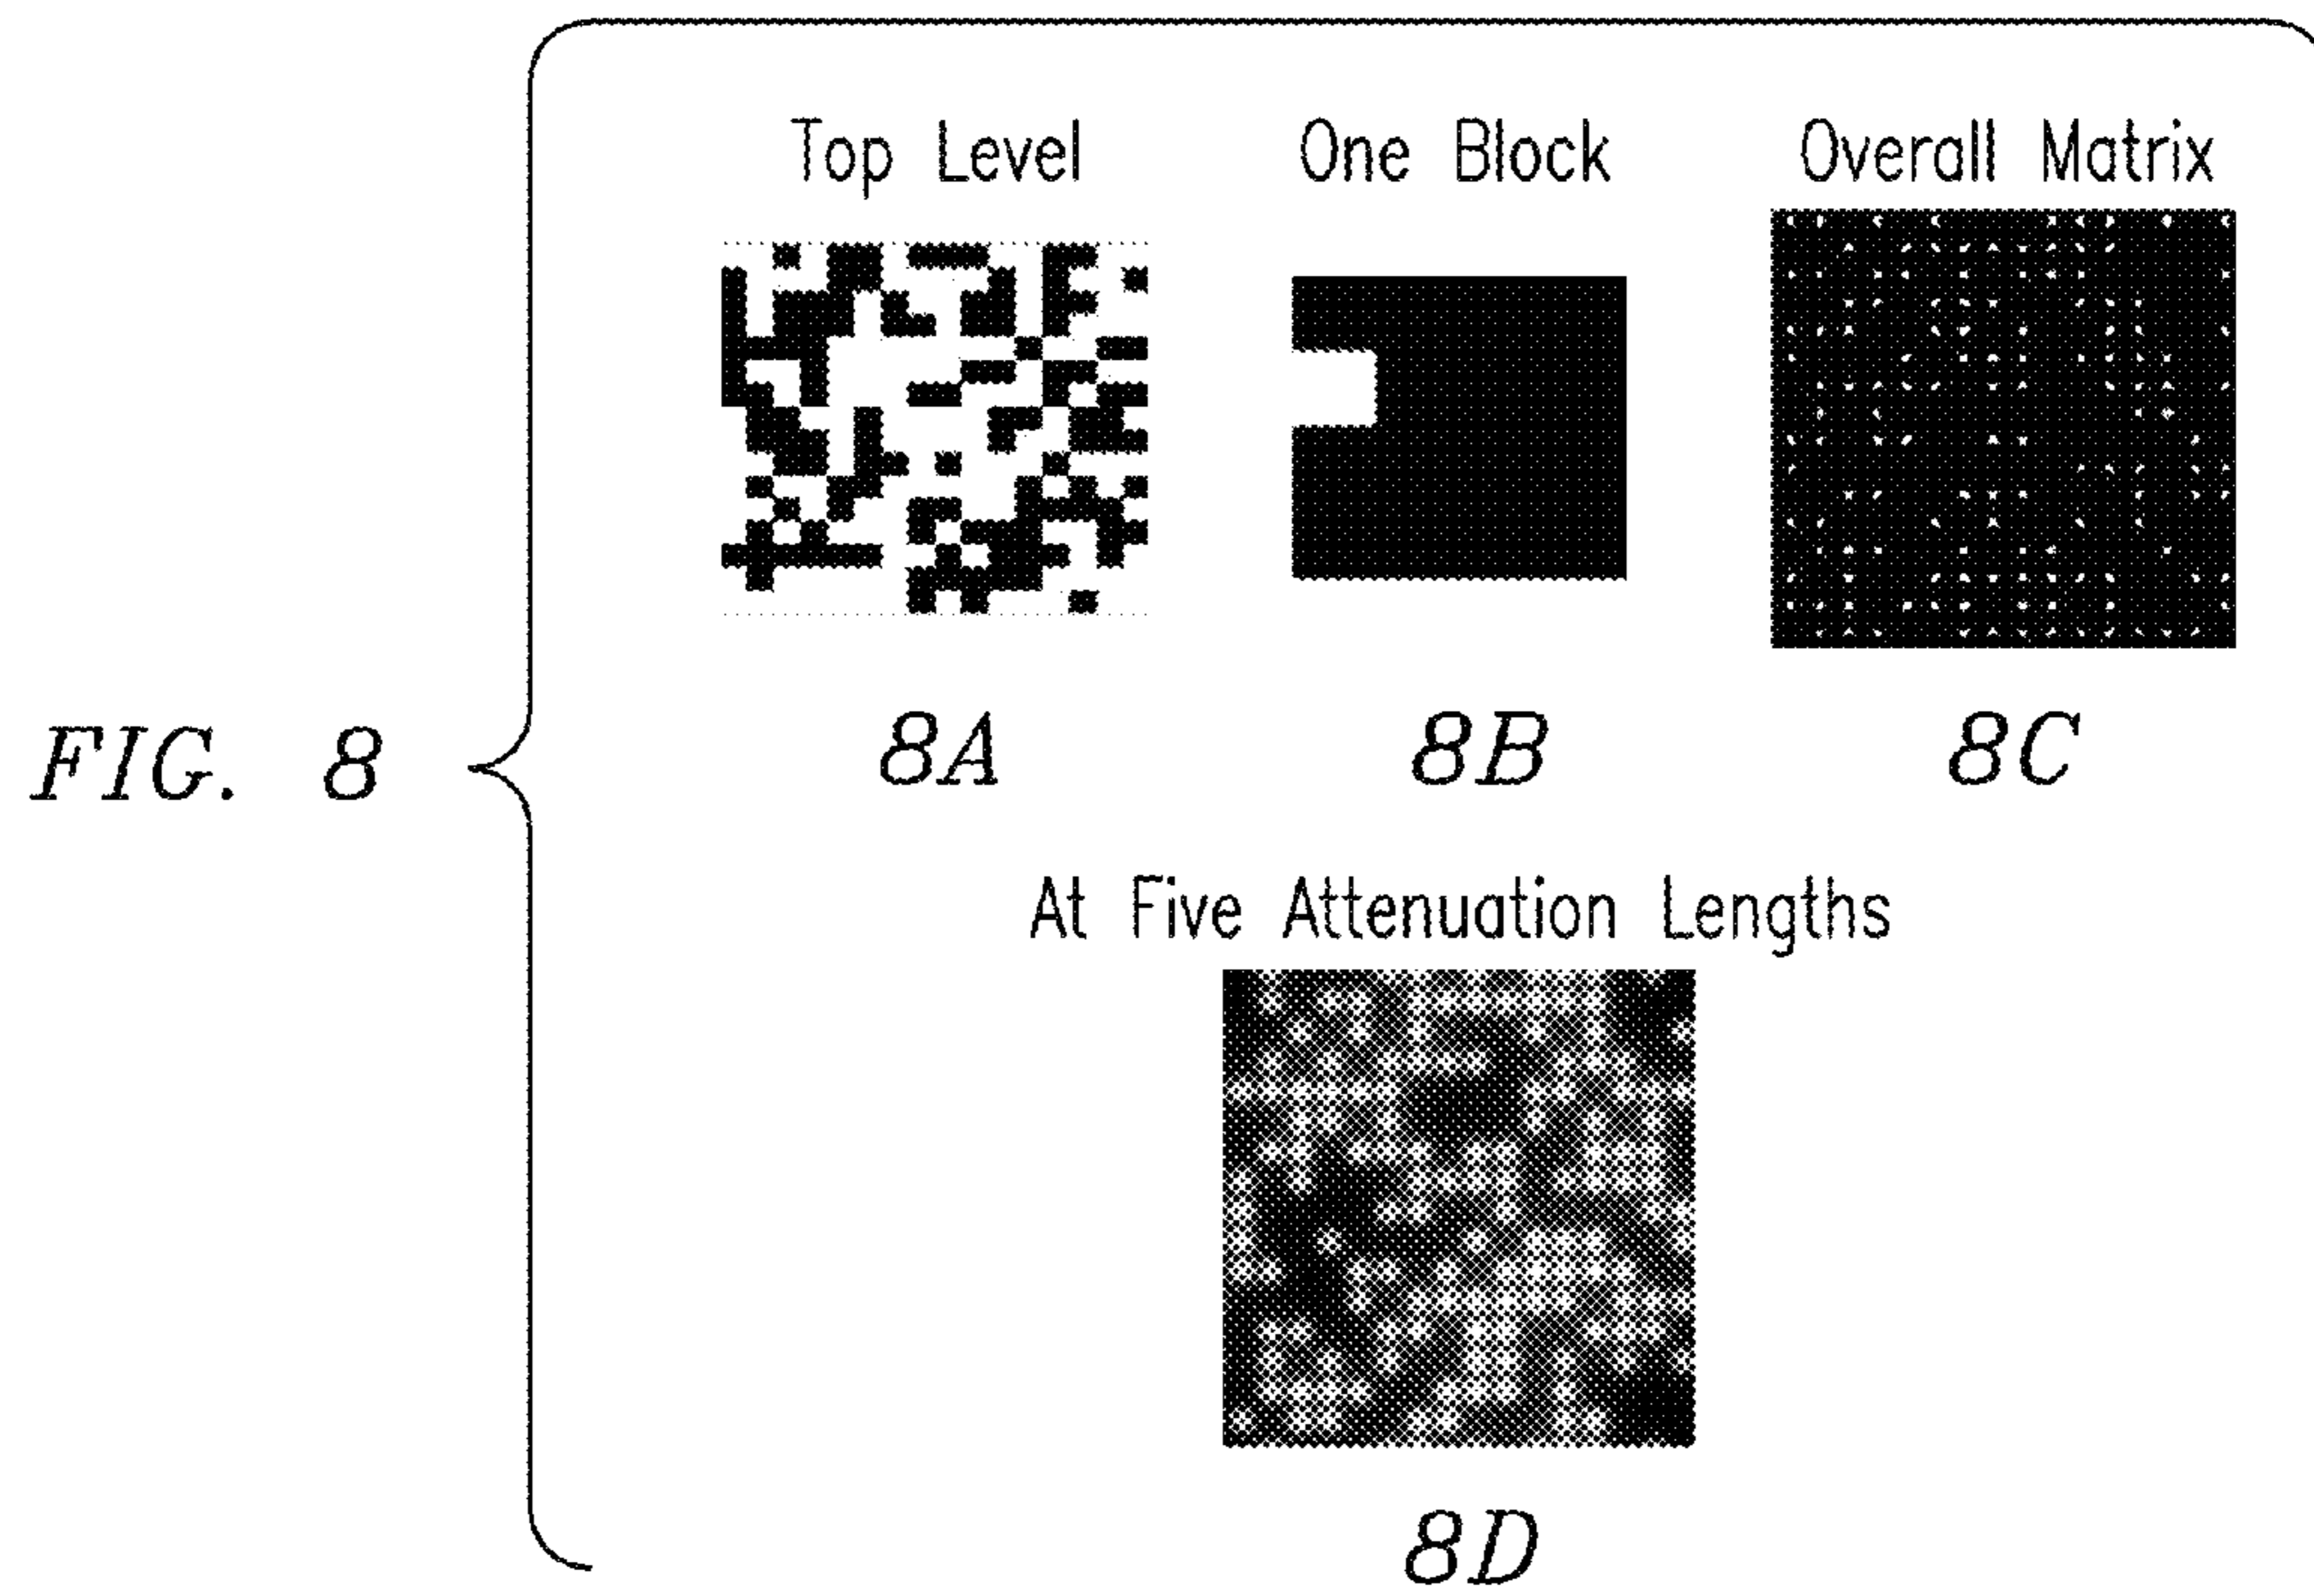 Top Level
One Block
Overall Matrix
8A
8B
8C
FIG. 8
At Five Attenuation Lengths
8D